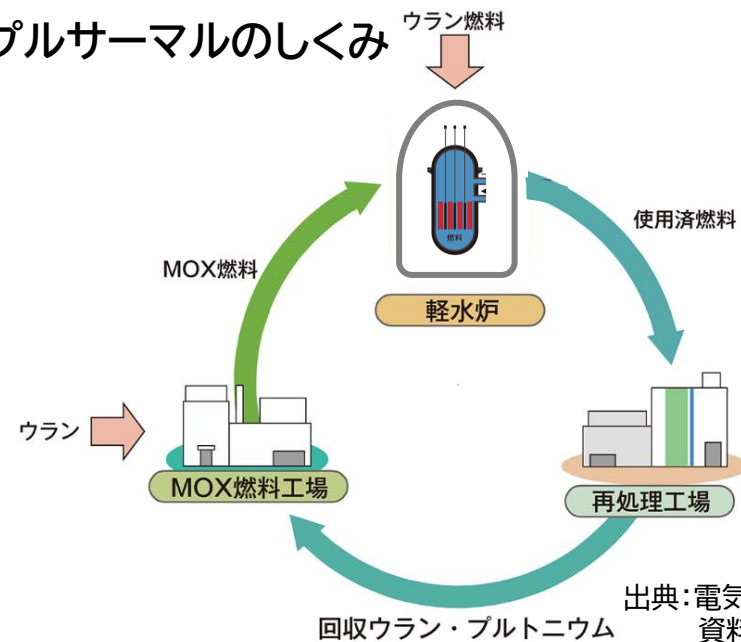 プルサーマルのしくみ
ウラン燃料
燃料
使用済燃料
MOX燃料
軽水炉
ウラン
MOX燃料工場
再処理工場
回収ウラン・プルトニウム
出典：電気
資料